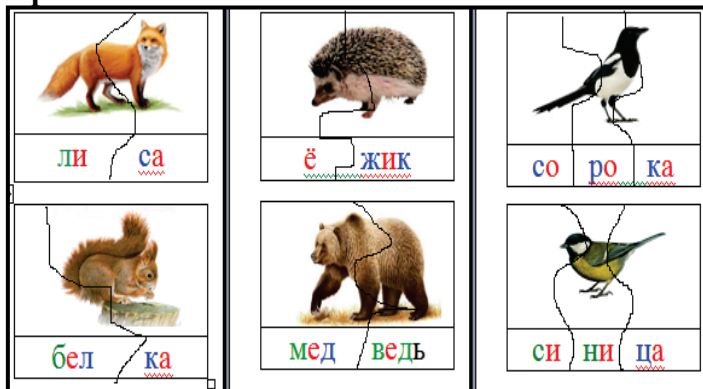 ли са
ё жик
со ро ка
бел ка
мед ведь
си ни ца